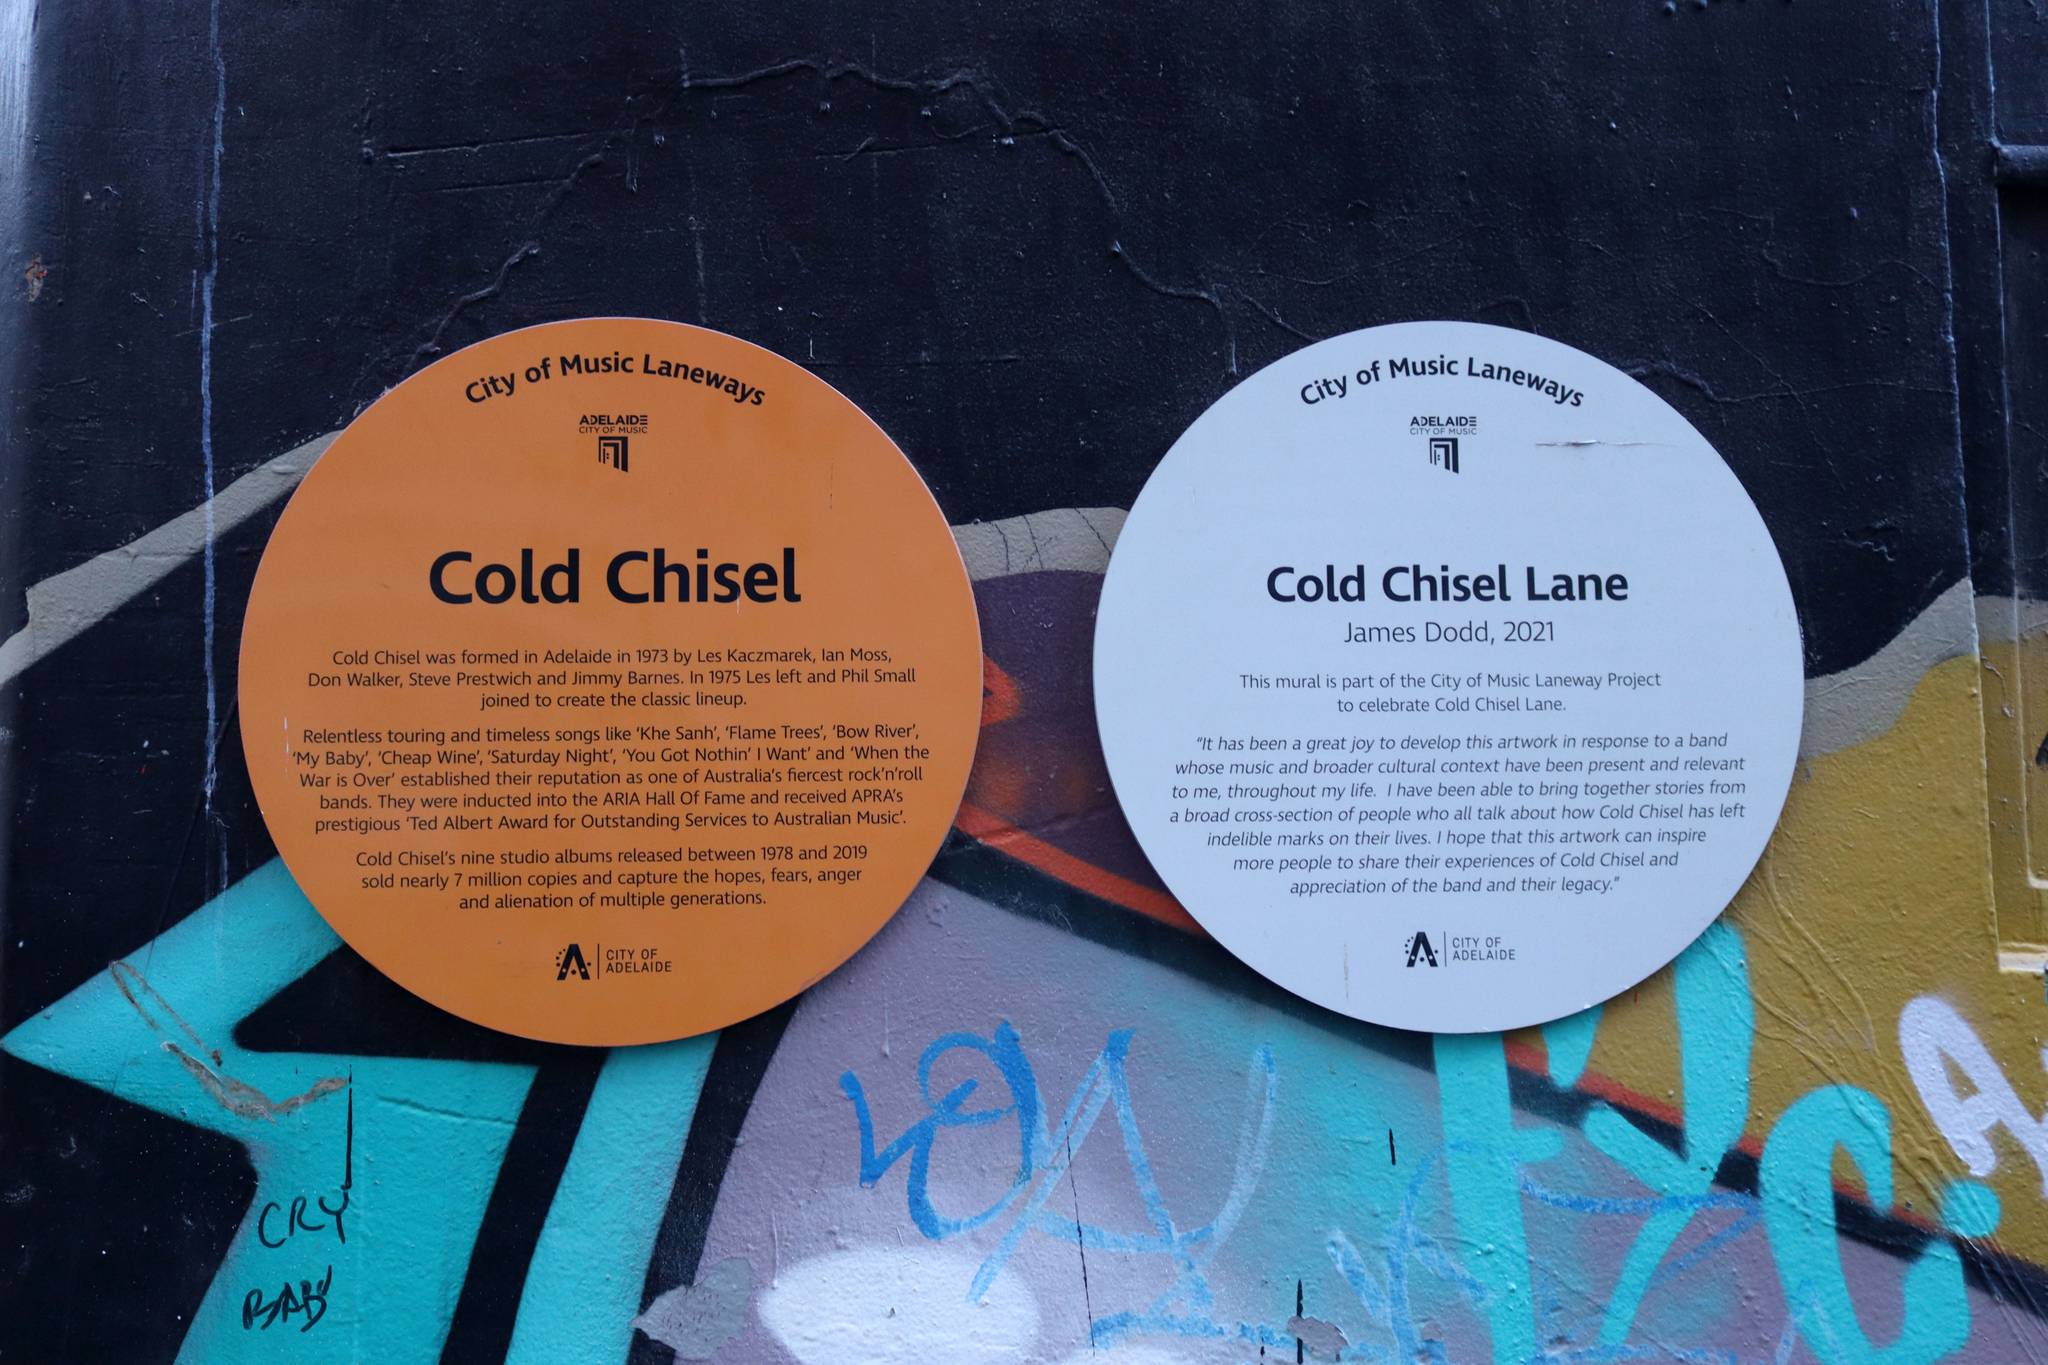 City of Music Laneways
ADELAIDE
CITY OF MUSIC
Cold Chisel
Cold Chisel was formed in Adelaide in 1973 by Les Kaczmarek, Ian Moss,
Don Walker, Steve Prestwich and Jimmy Barnes. In 1975 Les left and Phil Small
joined to create the classic lineup.
Relentless touring and timeless songs like ‘Khe Sanh’, ‘Flame Trees’, ‘Bow River’,
‘My Baby’, ‘Cheap Wine’, ‘Saturday Night’, ‘You Got Nothin’ I Want’ and ‘When the
War is Over’ established their reputation as one of Australia’s fiercest rock’n’roll
bands. They were inducted into the ARIA Hall Of Fame and received APRA’s
prestigious ‘Ted Albert Award for Outstanding Services to Australian Music’.
Cold Chisel’s nine studio albums released between 1978 and 2019
sold nearly 7 million copies and capture the hopes, fears, anger
and alienation of multiple generations.
CITY OF
ADELAIDE
City of Music Laneways
ADELAIDE
CITY OF MUSIC
Cold Chisel Lane
James Dodd, 2021
This mural is part of the City of Music Laneway Project
to celebrate Cold Chisel Lane.
“It has been a great joy to develop this artwork in response to a band
whose music and broader cultural context have been present and relevant
to me, throughout my life. I have been able to bring together stories from
a broad cross-section of people who all talk about how Cold Chisel has left
indelible marks on their lives. I hope that this artwork can inspire
more people to share their experiences of Cold Chisel and
appreciation of the band and their legacy.”
CITY OF
ADELAIDE
CRY
BABY